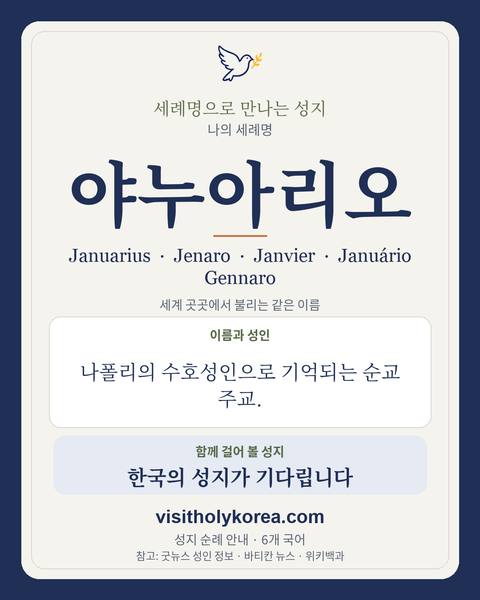 세례명으로 만나는 성지
나의 세례명
야누아리오
Januarius · Jenaro · Janvier · Januário
Gennaro
세계 곳곳에서 불리는 같은 이름
이름과 성인
나폴리의 수호성인으로 기억되는 순교
주교.
함께 걸어 볼 성지
한국의 성지가 기다립니다
visitholykorea.com
성지 순례 안내 · 6개 국어
참고: 굿뉴스 성인 정보 · 바티칸 뉴스 · 위키백과